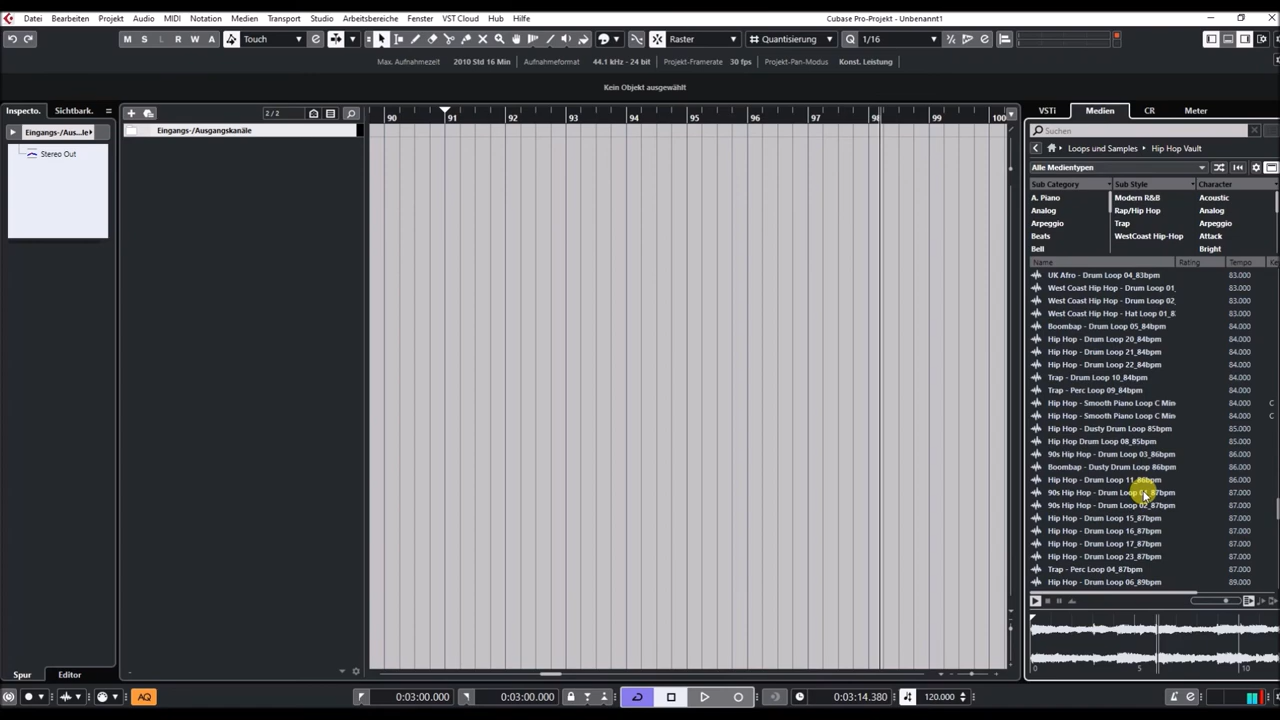 Datei Bearbeiten Projekt Audio MIDI Notation Medien Transport Studio Arbeitsbereiche Fenster VST Cloud Hub Hilfe Cubase Pro-Projekt - Unbenannt1
M S L R W A Touch Raster Quantisierung Q 1/16
Max. Aufnahmezeit 2010 Std 16 Min Aufnahmeformat 44.1 kHz - 24 bit Projekt-Framerate 30 fps Projekt-Pan-Modus Konst. Leistung
Kein Objekt ausgewählt
Inspecto. Sichtbark. 2 / 2 VSTi Medien CR Meter
90 91 92 93 94 95 96 97 98 99 100
Eingangs-/Aus...le Eingangs-/Ausgangskanäle Suchen
Stereo Out Loops und Samples Hip Hop Vault
Alle Medientypen
Sub Category Sub Style Character
A. Piano Modern R&B Acoustic
Analog Rap/Hip Hop Analog
Arpeggio Trap Arpeggio
Beats WestCoast Hip-Hop Attack
Bell Bright
Name Rating Tempo Ke
UK Afro - Drum Loop 04_83bpm 83.000
West Coast Hip Hop - Drum Loop 01_ 83.000
West Coast Hip Hop - Drum Loop 02_ 83.000
West Coast Hip Hop - Hat Loop 01_8 83.000
Boombap - Drum Loop 05_84bpm 84.000
Hip Hop - Drum Loop 20_84bpm 84.000
Hip Hop - Drum Loop 21_84bpm 84.000
Hip Hop - Drum Loop 22_84bpm 84.000
Trap - Drum Loop 10_84bpm 84.000
Trap - Perc Loop 09_84bpm 84.000
Hip Hop - Smooth Piano Loop C Min 84.000 C
Hip Hop - Smooth Piano Loop C Min 84.000 C
Hip Hop - Dusty Drum Loop 85bpm 85.000
Hip Hop Drum Loop 08_85bpm 85.000
90s Hip Hop - Drum Loop 03_86bpm 86.000
Boombap - Dusty Drum Loop 86bpm 86.000
Hip Hop - Drum Loop 11_86bpm 86.000
90s Hip Hop - Drum Loop 87bpm 87.000
90s Hip Hop - Drum Loop 02_87bpm 87.000
Hip Hop - Drum Loop 15_87bpm 87.000
Hip Hop - Drum Loop 16_87bpm 87.000
Hip Hop - Drum Loop 17_87bpm 87.000
Hip Hop - Drum Loop 23_87bpm 87.000
Trap - Perc Loop 04_87bpm 87.000
Hip Hop - Drum Loop 06_89bpm 89.000
0 5 10
Spur Editor
AQ 0:03:00.000 0:03:00.000 0:03:14.380 120.000